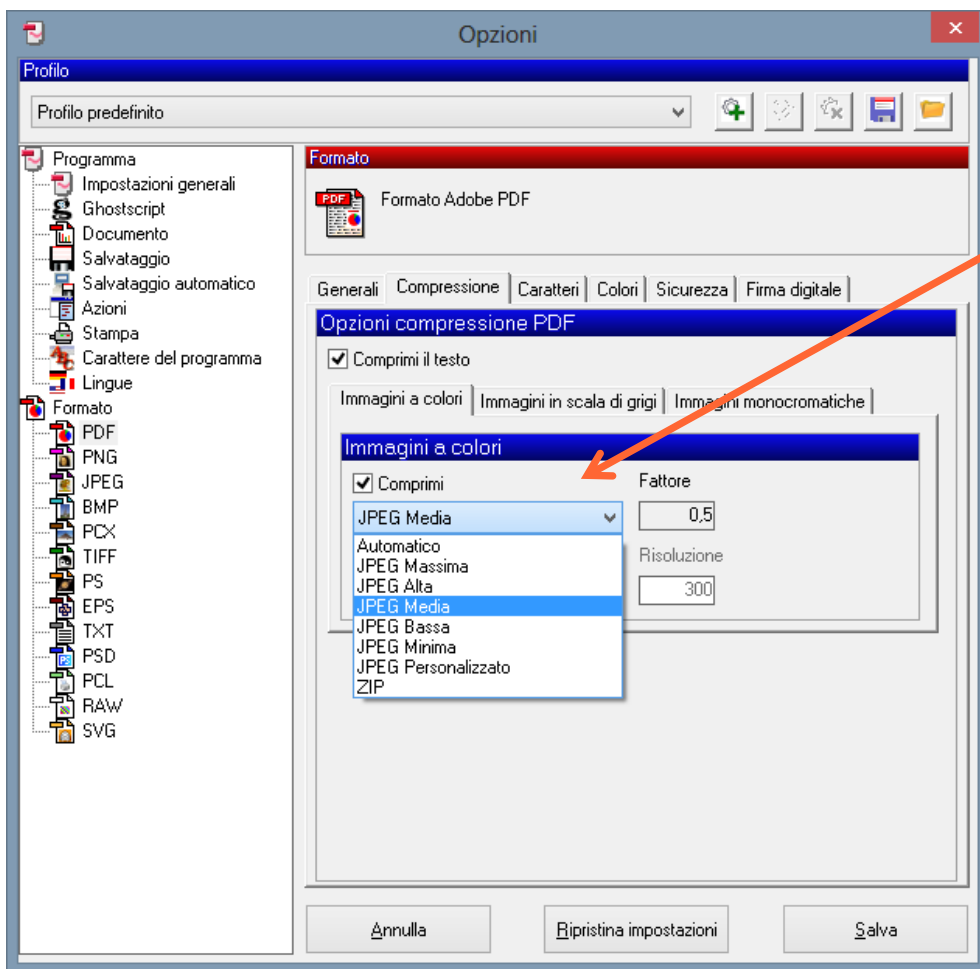 Opzioni
Profilo
Profilo predefinito
Programma
Impostazioni generali
Ghostscript
Documento
Salvataggio
Salvataggio automatico
Azioni
Stampa
Carattere del programma
Lingue
Formato
PDF
PNG
JPEG
BMP
PCX
TIFF
PS
EPS
TXT
PSD
PCL
RAW
SVG
Formato
PDF
Formato Adobe PDF
Generali Compressione Caratteri Colori Sicurezza Firma digitale
Opzioni compressione PDF
Comprimi il testo
Immagini a colori Immagini in scala di grigi Immagini monocromatiche
Immagini a colori
Comprimi
Fattore
JPEG Media
0,5
Automatico
JPEG Massima
JPEG Alta
JPEG Media
JPEG Bassa
JPEG Minima
JPEG Personalizzato
ZIP
Risoluzione
300
Annulla Ripristina impostazioni Salva